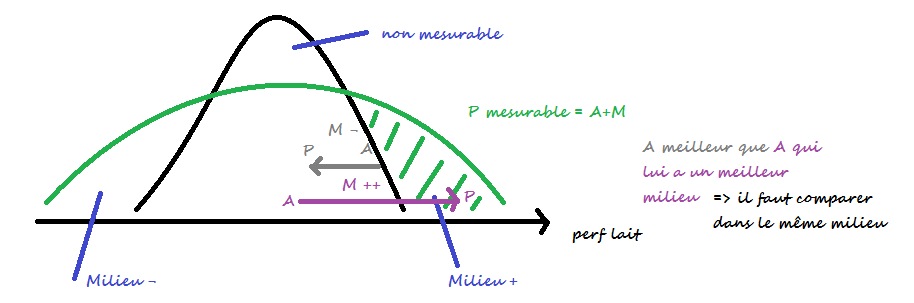 non mesurable
P mesurable = A+M
M -
A
P
M ++
A
P
A meilleur que A qui
lui a un meilleur
milieu => il faut comparer
dans le même milieu
perf lait
Milieu -
Milieu +